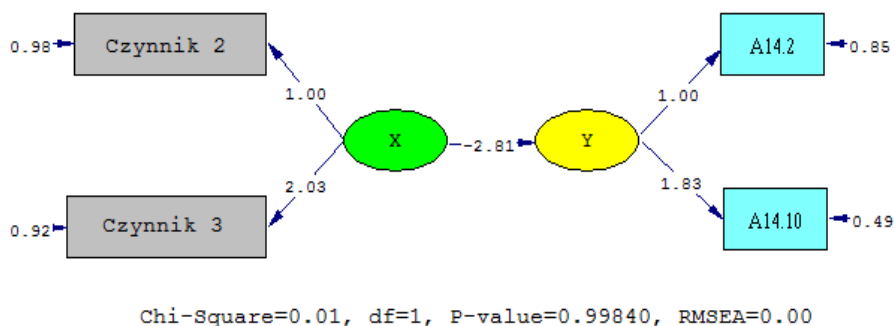 0.98
Czynnik 2
A14.2
0.85
1.00
1.00
X
-2.81
Y
2.03
1.83
0.92
Czynnik 3
A14.10
0.49
Chi-Square=0.01, df=1, P-value=0.99840, RMSEA=0.00